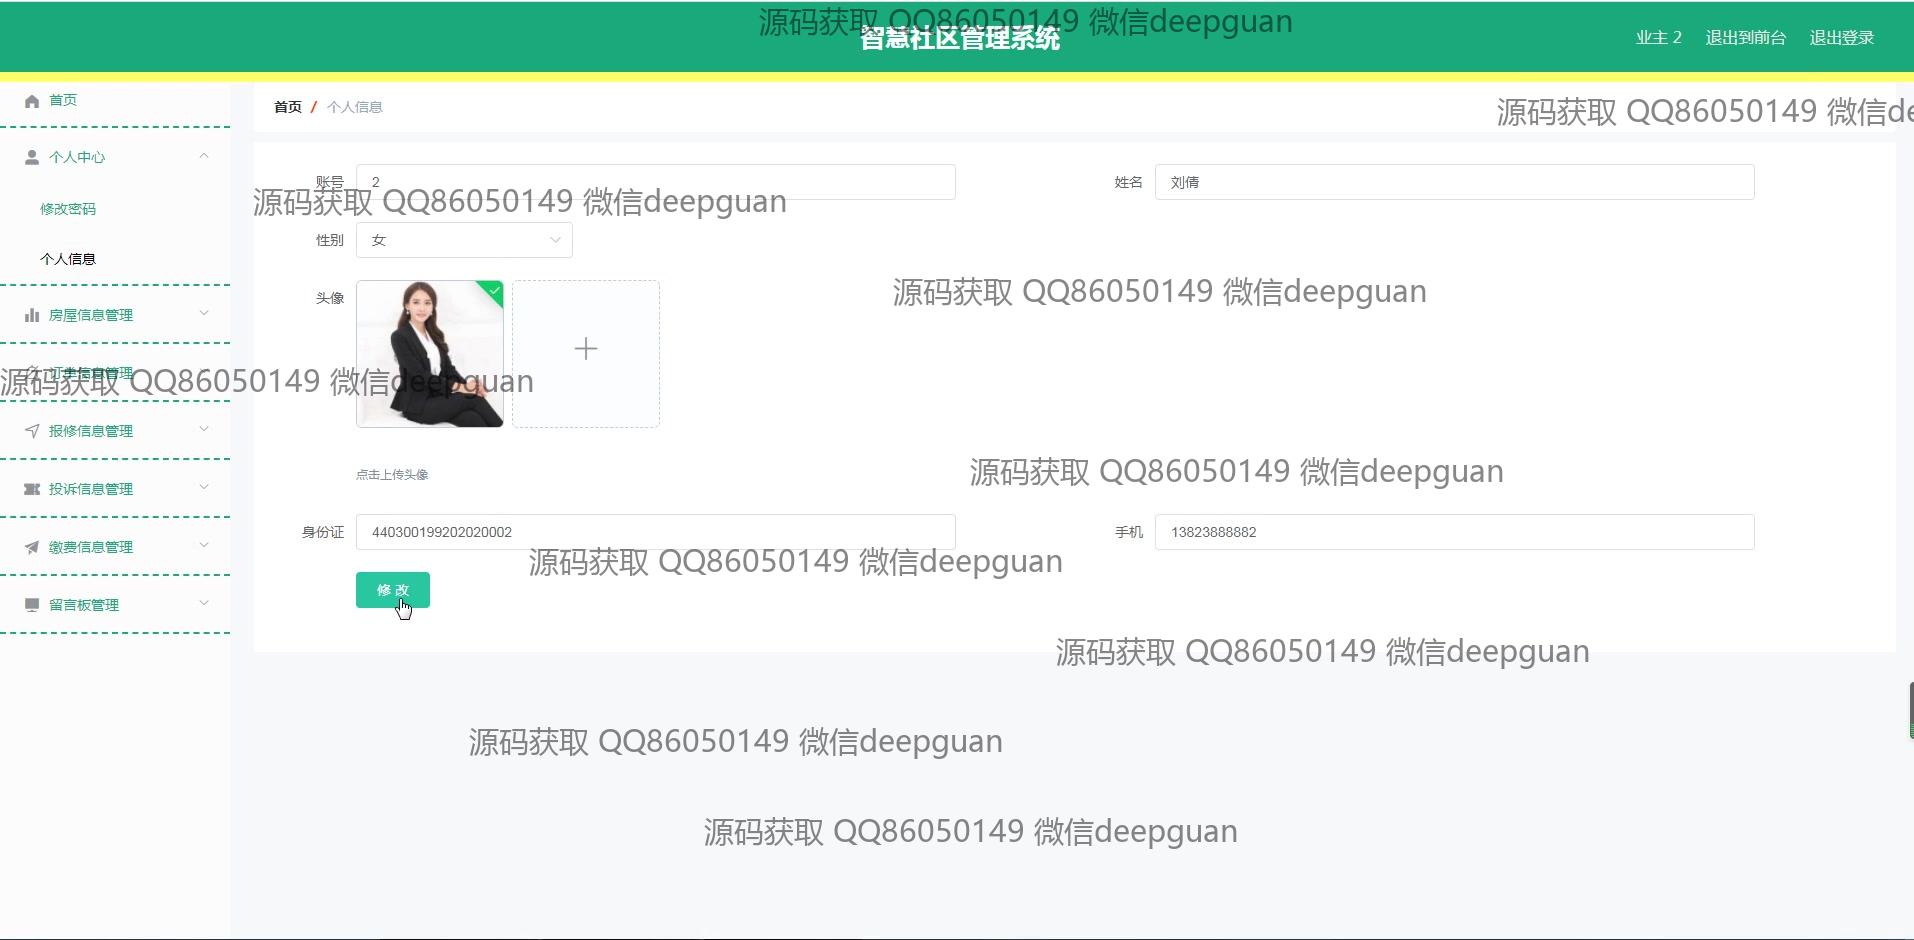 源码获取 QQ86050149 微信deepguan
智慧社区管理系统
业主 2 退出到前台 退出登录
首页
首页 / 个人信息
源码获取 QQ86050149 微信de
个人中心
账号 2
姓名 刘倩
源码获取 QQ86050149 微信deepguan
修改密码
性别 女
个人信息
头像
源码获取 QQ86050149 微信deepguan
房屋信息管理
信息管理
源码获取 QQ86050149 微信deepguan
报修信息管理
点击上传头像
源码获取 QQ86050149 微信deepguan
投诉信息管理
身份证 440300199202020002
手机 13823888882
缴费信息管理
源码获取 QQ86050149 微信deepguan
修 改
留言板管理
源码获取 QQ86050149 微信deepguan
源码获取 QQ86050149 微信deepguan
源码获取 QQ86050149 微信deepguan